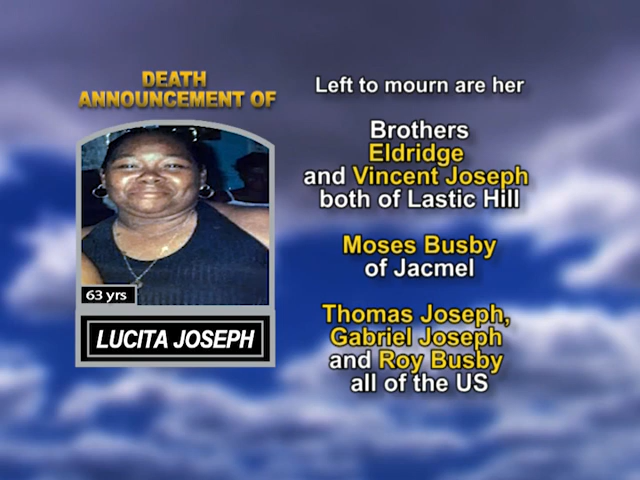 DEATH
ANNOUNCEMENT OF
63 yrs
LUCITA JOSEPH
Left to mourn are her
Brothers
Eldridge
and Vincent Joseph
both of Lastic Hill
Moses Busby
of Jacmel
Thomas Joseph,
Gabriel Joseph
and Roy Busby
all of the US